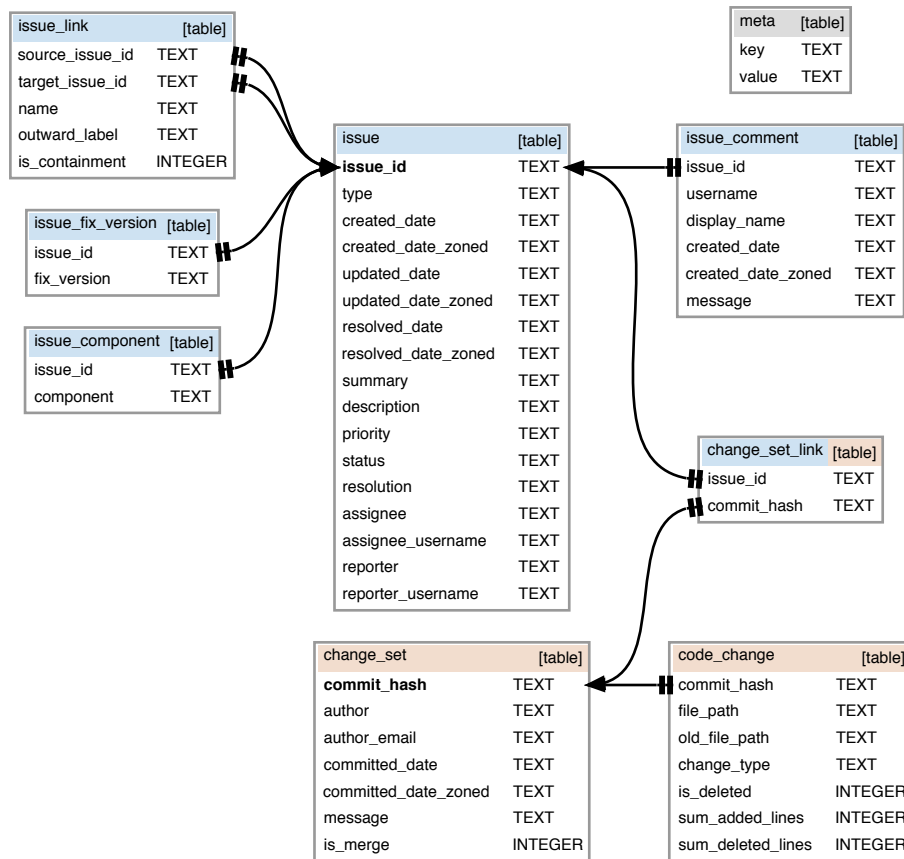 issue_link [table]
source_issue_id TEXT
target_issue_id TEXT
name TEXT
outward_label TEXT
is_containment INTEGER
meta [table]
key TEXT
value TEXT
issue [table]
issue_id TEXT
type TEXT
created_date TEXT
created_date_zoned TEXT
updated_date TEXT
updated_date_zoned TEXT
resolved_date TEXT
resolved_date_zoned TEXT
summary TEXT
description TEXT
priority TEXT
status TEXT
resolution TEXT
assignee TEXT
assignee_username TEXT
reporter TEXT
reporter_username TEXT
issue_comment [table]
issue_id TEXT
username TEXT
display_name TEXT
created_date TEXT
created_date_zoned TEXT
message TEXT
issue_fix_version [table]
issue_id TEXT
fix_version TEXT
issue_component [table]
issue_id TEXT
component TEXT
change_set_link [table]
issue_id TEXT
commit_hash TEXT
change_set [table]
commit_hash TEXT
author TEXT
author_email TEXT
committed_date TEXT
committed_date_zoned TEXT
message TEXT
is_merge INTEGER
code_change [table]
commit_hash TEXT
file_path TEXT
old_file_path TEXT
change_type TEXT
is_deleted INTEGER
sum_added_lines INTEGER
sum_deleted_lines INTEGER